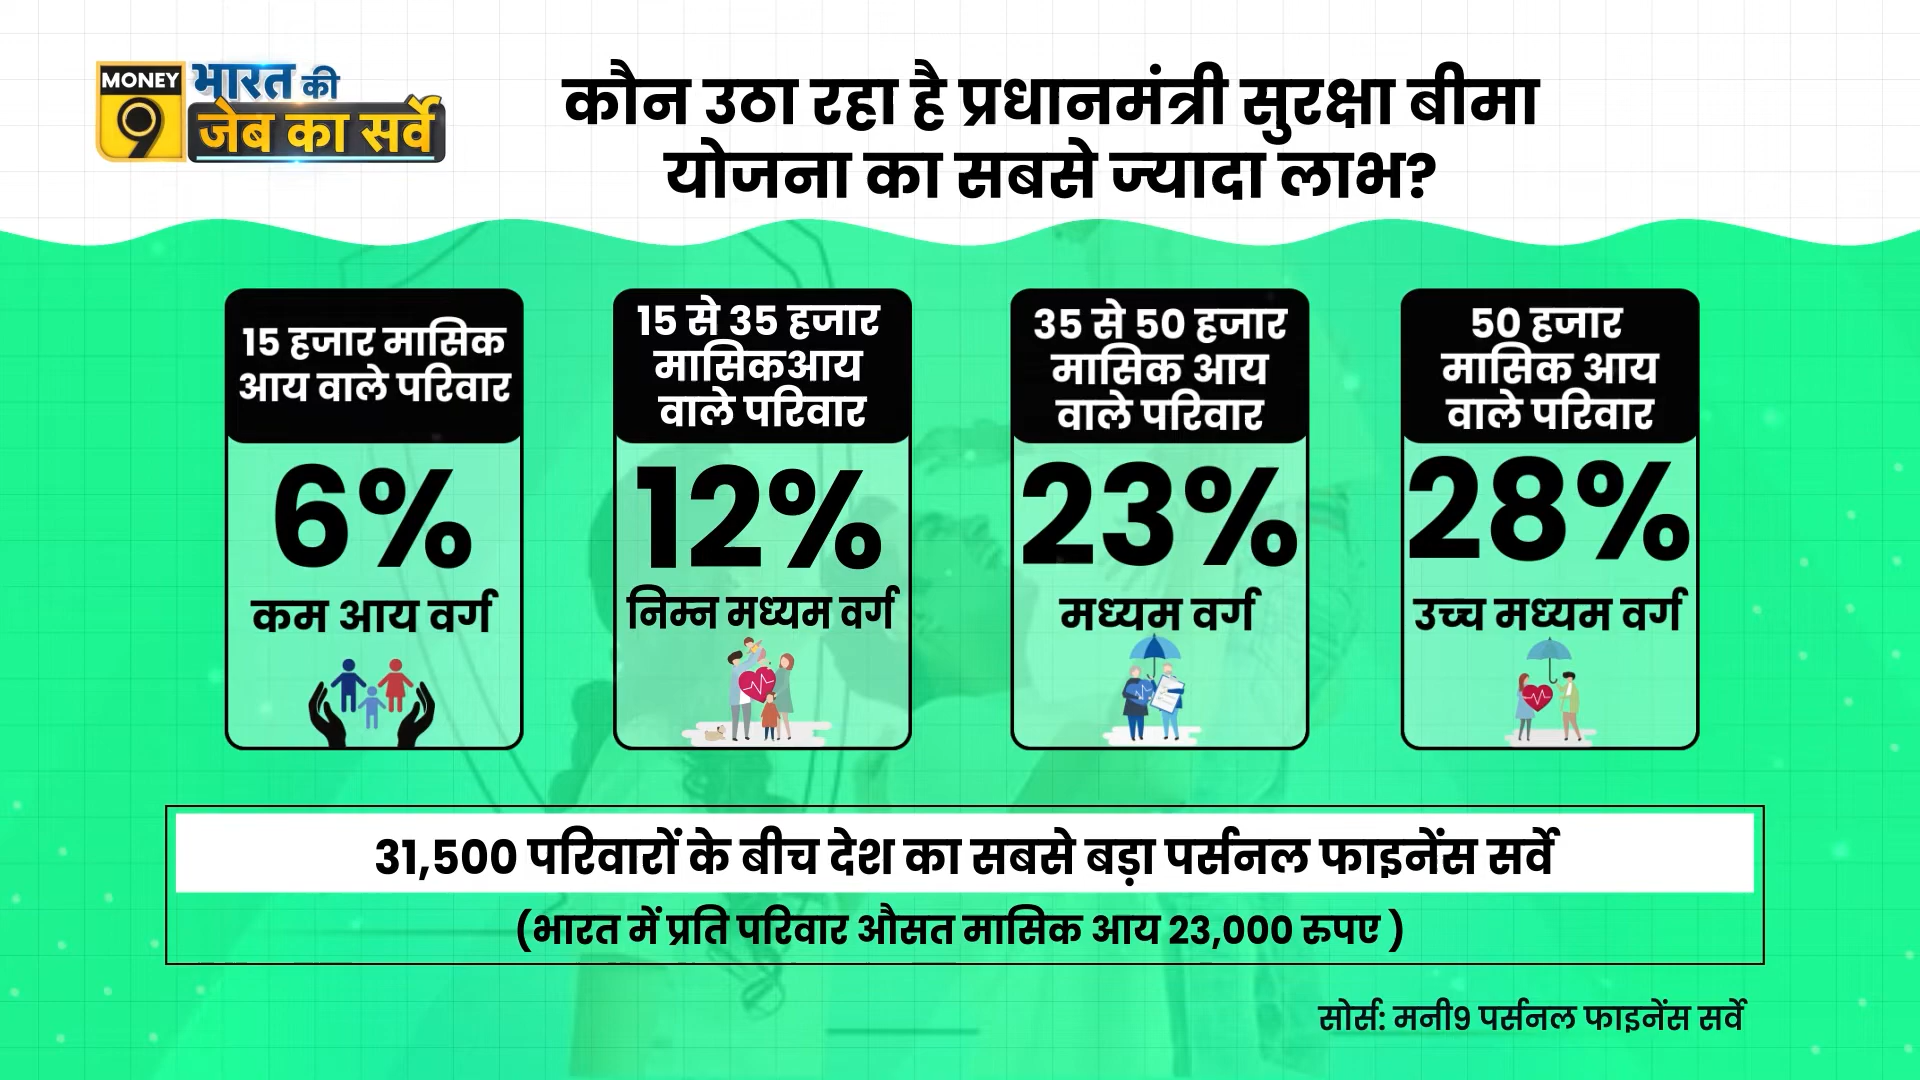 MONEY
9
भारत की
जेब का सर्वे
कौन उठा रहा है प्रधानमंत्री सुरक्षा बीमा
योजना का सबसे ज्यादा लाभ?
15 हजार मासिक
आय वाले परिवार
6%
कम आय वर्ग
15 से 35 हजार
मासिकआय
वाले परिवार
12%
निम्न मध्यम वर्ग
35 से 50 हजार
मासिक आय
वाले परिवार
23%
मध्यम वर्ग
50 हजार
मासिक आय
वाले परिवार
28%
उच्च मध्यम वर्ग
31,500 परिवारों के बीच देश का सबसे बड़ा पर्सनल फाइनेंस सर्वे
(भारत में प्रति परिवार औसत मासिक आय 23,000 रुपए )
सोर्स: मनी9 पर्सनल फाइनेंस सर्वे